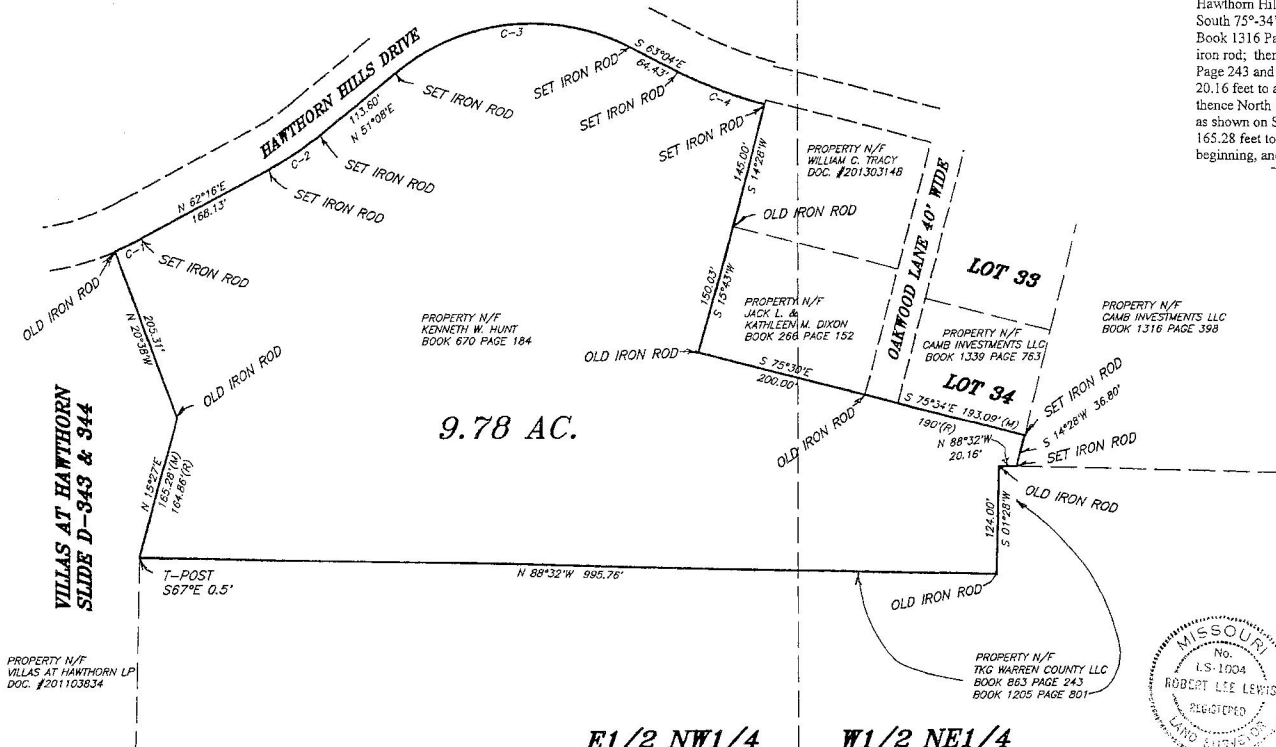 Hawthorn Hil
South 75°-34'
Book 1316 Pa
iron rod; then
Page 243 and
20.16 feet to a
thence North
as shown on S
165.28 feet to
beginning, an
C-3
HAWTHORN HILLS DRIVE
S 63°04'E
64.43'
SET IRON ROD
SET IRON ROD
SET IRON ROD
C-4
113.60'
N 51°08'E
C-2
SET IRON ROD
SET IRON ROD
SET IRON ROD
N 62°16'E
168.13'
C-1
SET IRON ROD
OLD IRON ROD
PROPERTY N/F
WILLIAM C. TRACY
DOC. #201303148
145.00'
S 14°28'W
OLD IRON ROD
OAKWOOD LANE 40' WIDE
LOT 33
150.03'
S 15°43'W
PROPERTY N/F
JACK L. &
KATHLEEN M. DIXON
BOOK 266 PAGE 152
PROPERTY N/F
CAMB INVESTMENTS LLC
BOOK 1316 PAGE 398
PROPERTY N/F
CAMB INVESTMENTS LLC
BOOK 1339 PAGE 763
LOT 34
205.31'
N 20°38'W
PROPERTY N/F
KENNETH W. HUNT
BOOK 670 PAGE 184
OLD IRON ROD
OLD IRON ROD
S 75°30'E
200.00'
OLD IRON ROD
S 75°34'E 193.09'(M)
190'(R)
SET IRON ROD
S 14°28'W 36.80'
SET IRON ROD
N 88°32'W
20.16'
OLD IRON ROD
9.78 AC.
VILLAS AT HAWTHORN
SLIDE D-343 & 344
N 15°27'E
165.28'(M)
164.86'(R)
124.00'
S 01°28'W
T-POST
S67°E 0.5'
N 88°32'W 995.76'
OLD IRON ROD
PROPERTY N/F
VILLAS AT HAWTHORN LP
DOC. #201103834
PROPERTY N/F
TKG WARREN COUNTY LLC
BOOK 863 PAGE 243
BOOK 1205 PAGE 801
MISSOURI
No.
LS-1004
ROBERT LEE LEWIS
REGISTERED
LAND SURVEYOR
E1/2 NW1/4
W1/2 NE1/4